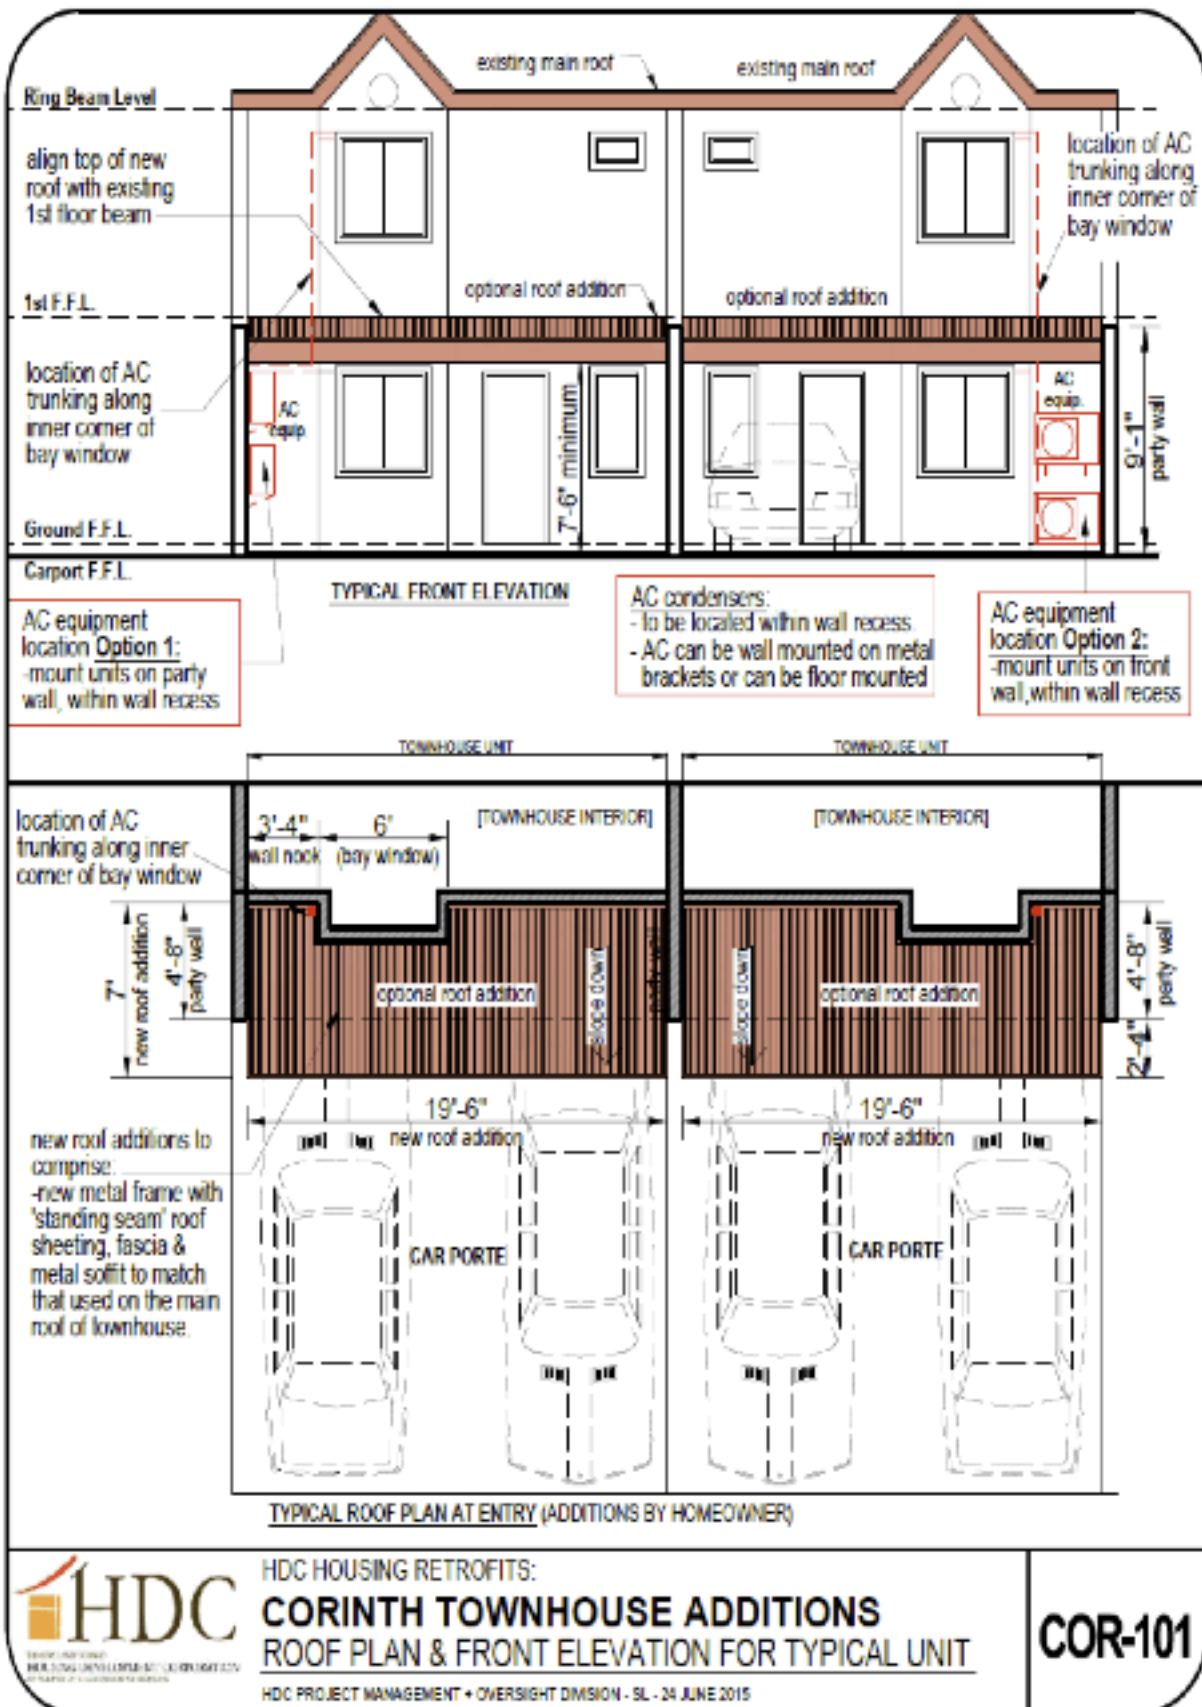 existing main roof
existing main roof
Ring Beam Level
align top of new
roof with existing
1st floor beam
location of AC
trunking along
inner corner of
bay window
1st F.F.L.
optional roof addition
optional roof addition
location of AC
trunking along
inner corner of
bay window
AC
equip.
7'-6" minimum
AC
equip.
9'-1"
party wall
Ground F.F.L.
Carport F.F.L.
TYPICAL FRONT ELEVATION
AC equipment
location Option 1:
-mount units on party
wall, within wall recess
AC condensers:
- to be located within wall recess.
- AC can be wall mounted on metal
brackets or can be floor mounted
AC equipment
location Option 2:
-mount units on front
wall,within wall recess
TOWNHOUSE UNIT
TOWNHOUSE UNIT
location of AC
trunking along inner
corner of bay window
3'-4"
wall nook
6'
(bay window)
[TOWNHOUSE INTERIOR]
[TOWNHOUSE INTERIOR]
7'
new roof addition
4'-8"
party wall
optional roof addition
slope down
party wall
slope down
optional roof addition
4'-8"
party wall
2'-4"
19'-6"
new roof addition
19'-6"
new roof addition
new roof additions to
comprise:
-new metal frame with
'standing seam' roof
sheeting, fascia &
metal soffit to match
that used on the main
roof of townhouse.
CAR PORTE
CAR PORTE
TYPICAL ROOF PLAN AT ENTRY (ADDITIONS BY HOMEOWNER)
HDC
HOUSING DEVELOPMENT CORPORATION
HDC HOUSING RETROFITS:
CORINTH TOWNHOUSE ADDITIONS
ROOF PLAN & FRONT ELEVATION FOR TYPICAL UNIT
HDC PROJECT MANAGEMENT + OVERSIGHT DIVISION - SL - 24 JUNE 2015
COR-101